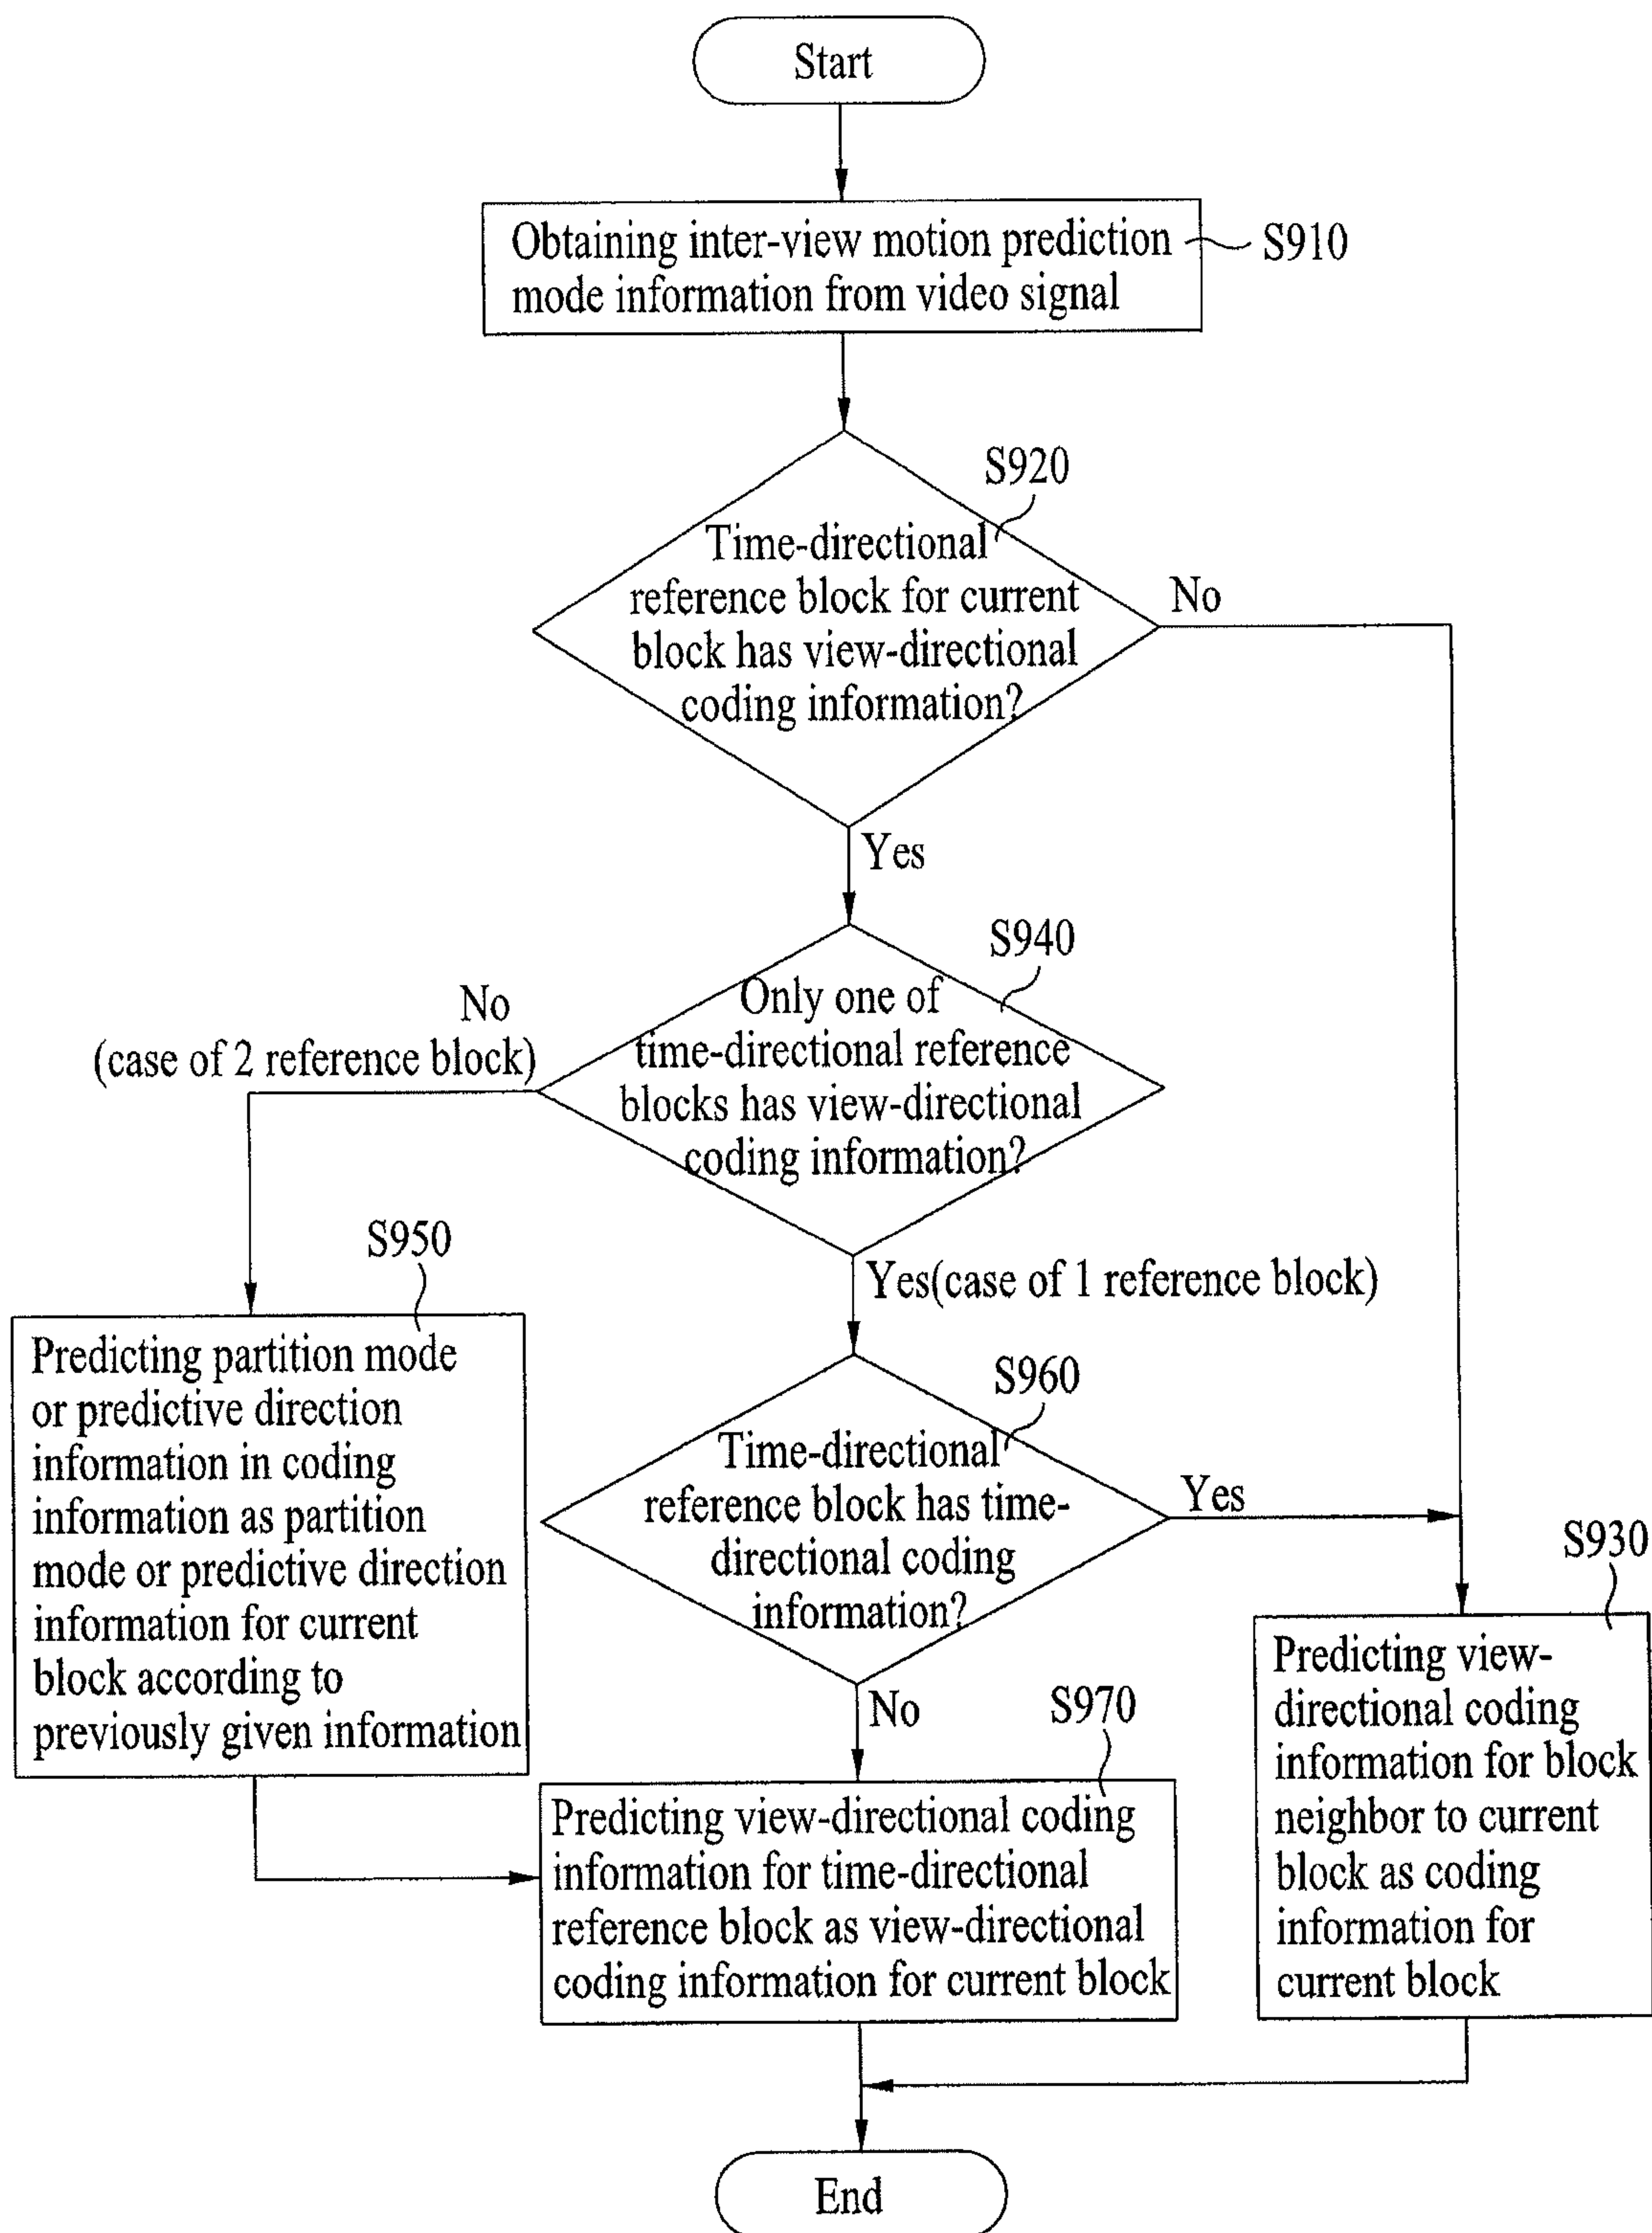 Start
Obtaining inter-view motion prediction
mode information from video signal
S910
S920
Time-directional
reference block for current
block has view-directional
coding information?
No
Yes
S940
Only one of
time-directional reference
blocks has view-directional
coding information?
No
(case of 2 reference block)
Yes(case of 1 reference block)
S950
Predicting partition mode
or predictive direction
information in coding
information as partition
mode or predictive direction
information for current
block according to
previously given information
S960
Time-directional
reference block has time-
directional coding
information?
Yes
No
S930
Predicting view-
directional coding
information for block
neighbor to current
block as coding
information for
current block
S970
Predicting view-directional coding
information for time-directional
reference block as view-directional
coding information for current block
End